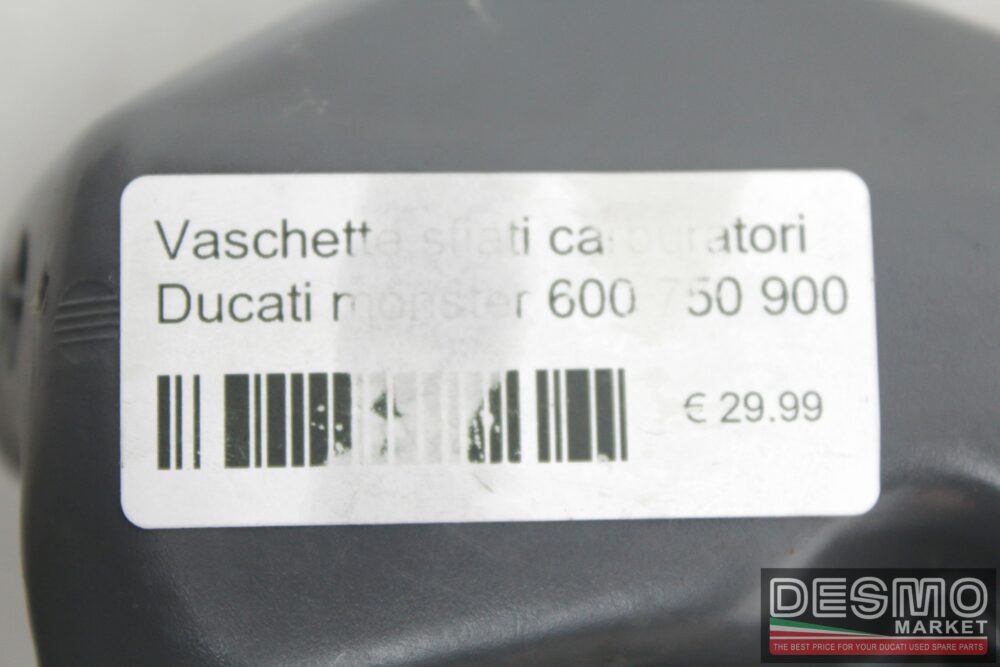 Vaschette sfiati carburatori
Ducati monster 600 750 900
€ 29.99
DESMO
MARKET
THE BEST PRICE FOR YOUR DUCATI USED SPARE PARTS